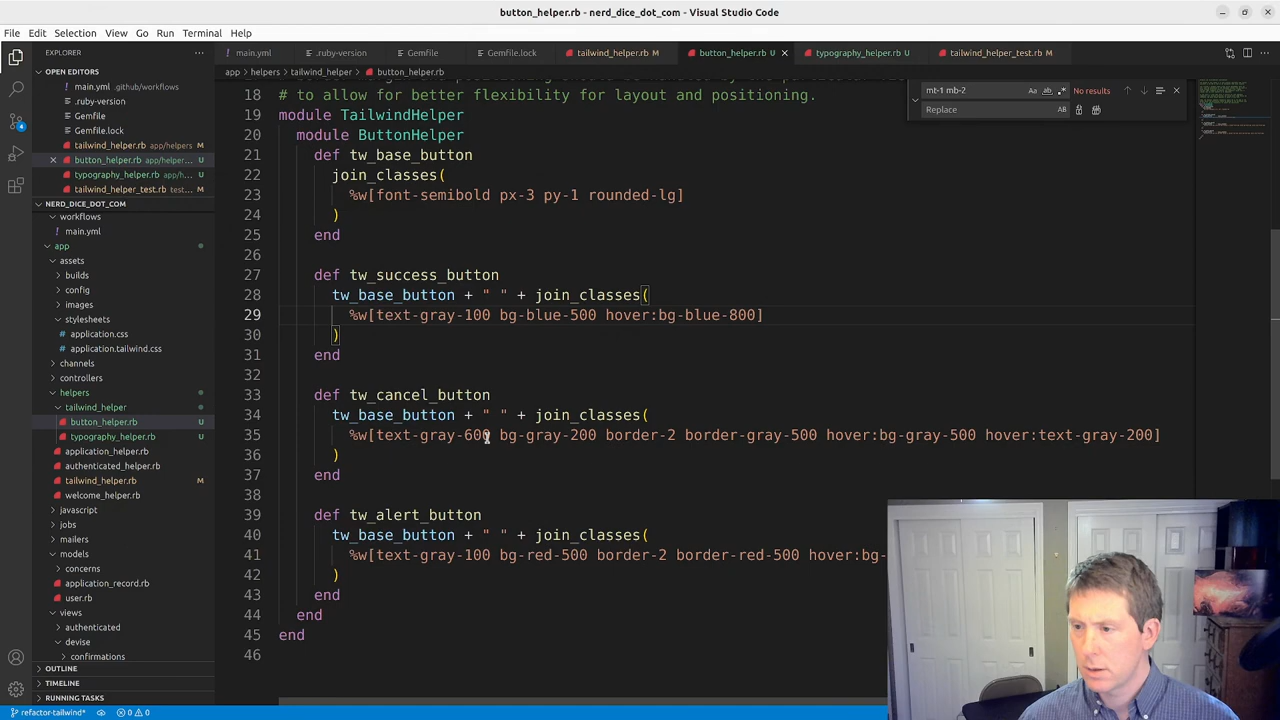 button_helper.rb - nerd_dice_dot_com - Visual Studio Code
File Edit Selection View Go Run Terminal Help
EXPLORER
main.yml
.ruby-version
Gemfile
Gemfile.lock
tailwind_helper.rb M
button_helper.rb U
typography_helper.rb U
tailwind_helper_test.rb M
OPEN EDITORS
main.yml .github/workflows
.ruby-version
Gemfile
Gemfile.lock
tailwind_helper.rb app/helpers M
button_helper.rb app/helper... U
typography_helper.rb app/h... U
tailwind_helper_test.rb test... M
NERD_DICE_DOT_COM
workflows
main.yml
app
assets
builds
config
images
stylesheets
application.css
application.tailwind.css
channels
controllers
helpers
tailwind_helper
button_helper.rb U
typography_helper.rb U
application_helper.rb
authenticated_helper.rb
tailwind_helper.rb M
welcome_helper.rb
javascript
jobs
mailers
models
concerns
application_record.rb
user.rb
views
authenticated
devise
confirmations
OUTLINE
TIMELINE
RUNNING TASKS
4
app > helpers > tailwind_helper > button_helper.rb
mt-1 mb-2 Aa ab .* No results
Replace AB
18 # to allow for better flexibility for layout and positioning.
19 module TailwindHelper
20 module ButtonHelper
21 def tw_base_button
22 join_classes(
23 %w[font-semibold px-3 py-1 rounded-lg]
24 )
25 end
26
27 def tw_success_button
28 tw_base_button + " " + join_classes(
29 %w[text-gray-100 bg-blue-500 hover:bg-blue-800]
30 )
31 end
32
33 def tw_cancel_button
34 tw_base_button + " " + join_classes(
35 %w[text-gray-600 bg-gray-200 border-2 border-gray-500 hover:bg-gray-500 hover:text-gray-200]
36 )
37 end
38
39 def tw_alert_button
40 tw_base_button + " " + join_classes(
41 %w[text-gray-100 bg-red-500 border-2 border-red-500 hover:bg-
42 )
43 end
44 end
45 end
46
refactor-tailwind* 0 0